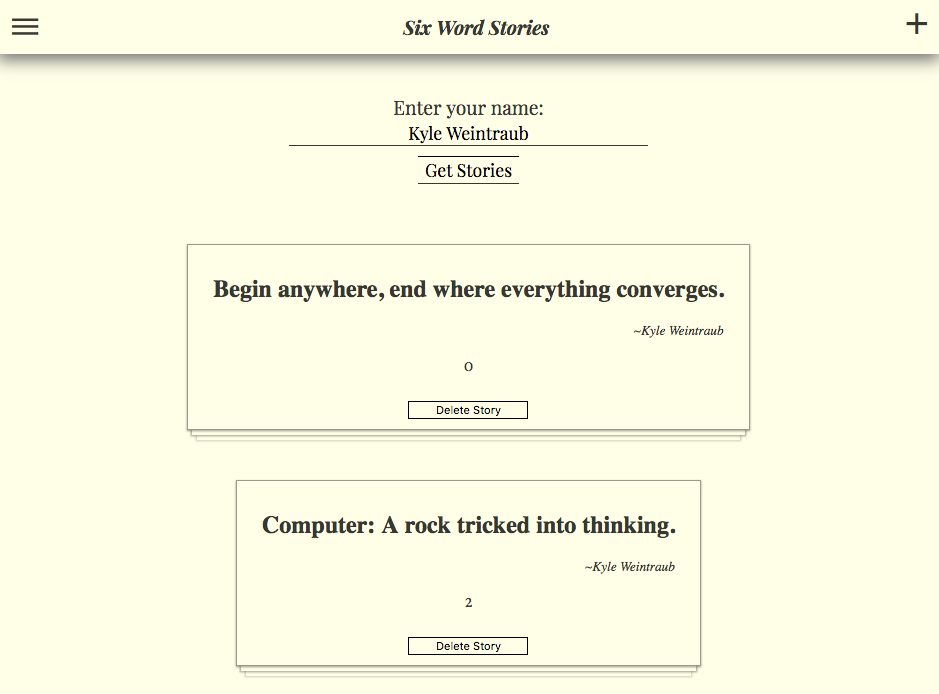 Six Word Stories
Enter your name:
Kyle Weintraub
Get Stories
Begin anywhere, end where everything converges.
~Kyle Weintraub
0
Delete Story
Computer: A rock tricked into thinking.
~Kyle Weintraub
2
Delete Story